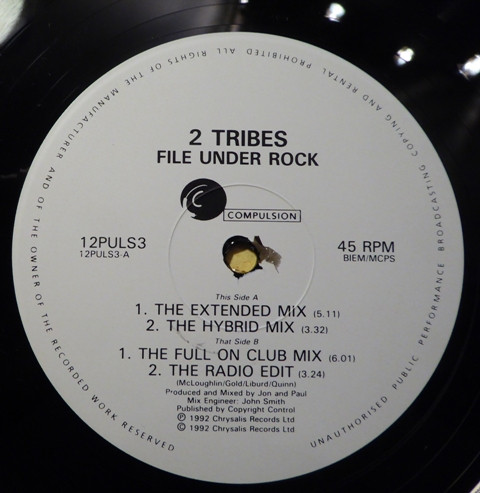 ALL RIGHTS OF THE MANUFACTURER AND OF THE OWNER OF THE RECORDED WORK RESERVED
UNAUTHORISED PUBLIC PERFORMANCE BROADCASTING COPYING AND RENTAL PROHIBITED
2 TRIBES
FILE UNDER ROCK
C COMPULSION
12PULS3
12PULS3-A
45 RPM
BIEM/MCPS
This Side A
1. THE EXTENDED MIX (5.11)
2. THE HYBRID MIX (3.32)
That Side B
1. THE FULL ON CLUB MIX (6.01)
2. THE RADIO EDIT (3.24)
(McLoughlin/Gold/Liburd/Quinn)
Produced and Mixed by Jon and Paul
Mix Engineer: John Smith
Published by Copyright Control
℗ 1992 Chrysalis Records Ltd
© 1992 Chrysalis Records Ltd